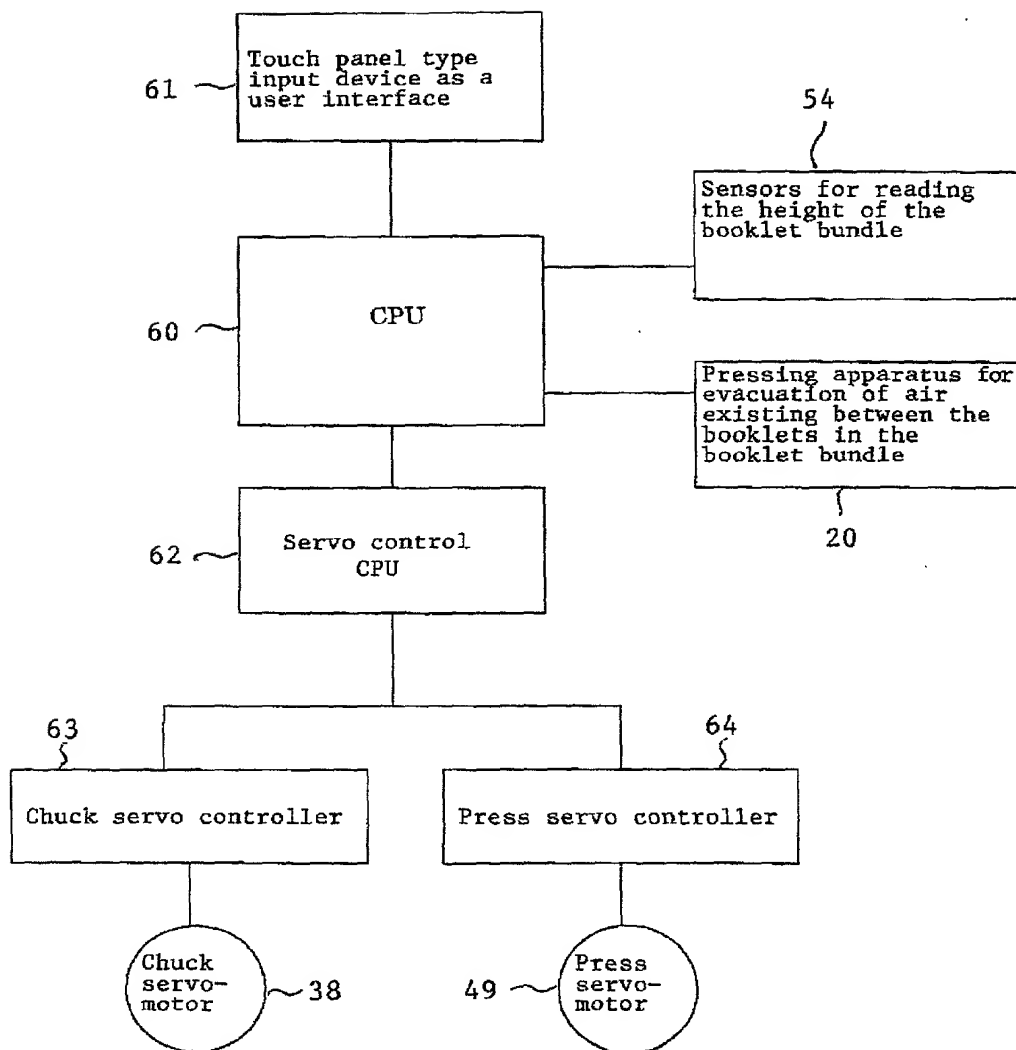 Touch panel type
input device as a
user interface
61
54
Sensors for reading
the height of the
booklet bundle
CPU
60
Pressing apparatus for
evacuation of air
existing between the
booklets in the
booklet bundle
20
Servo control
CPU
62
63
64
Chuck servo controller
Press servo controller
Chuck
servo-
motor
38
49
Press
servo-
motor